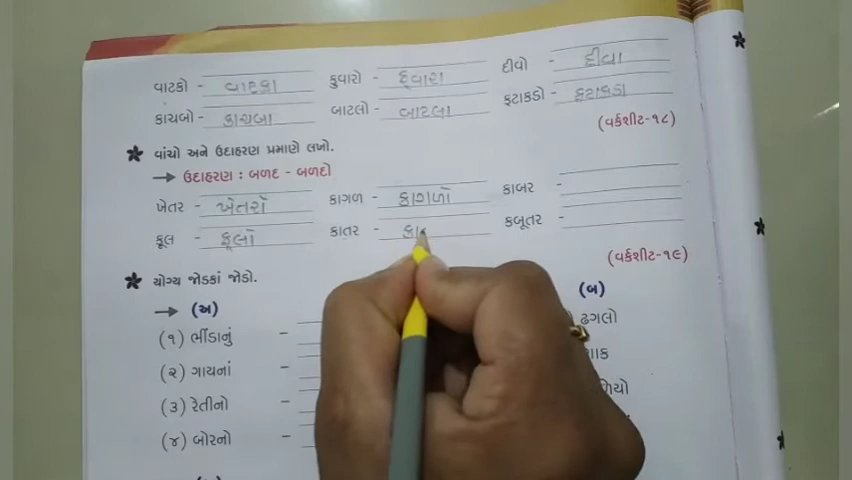 વાટકો - વાટકા કુવારો - ફુવારા દીવો - દીવા
કાચબો - કાચબા બાટલો - બાટલા ફટાકડો - ફટાકડા
(વર્કશીટ-૧૮)
વાંચો અને ઉદાહરણ પ્રમાણે લખો.
ઉદાહરણ : બળદ - બળદો
ખેતર - ખેતરો કાગળ - કાગળો કાબર -
ફૂલ - ફૂલો કાતર - કા કબૂતર -
(વર્કશીટ-૧૯)
યોગ્ય જોડકાં જોડો.
(અ) (બ)
(૧) ભીંડાનું - ઢગલો
(૨) ગાયનાં -
(૩) રેતીનો -
(૪) બોરનો -